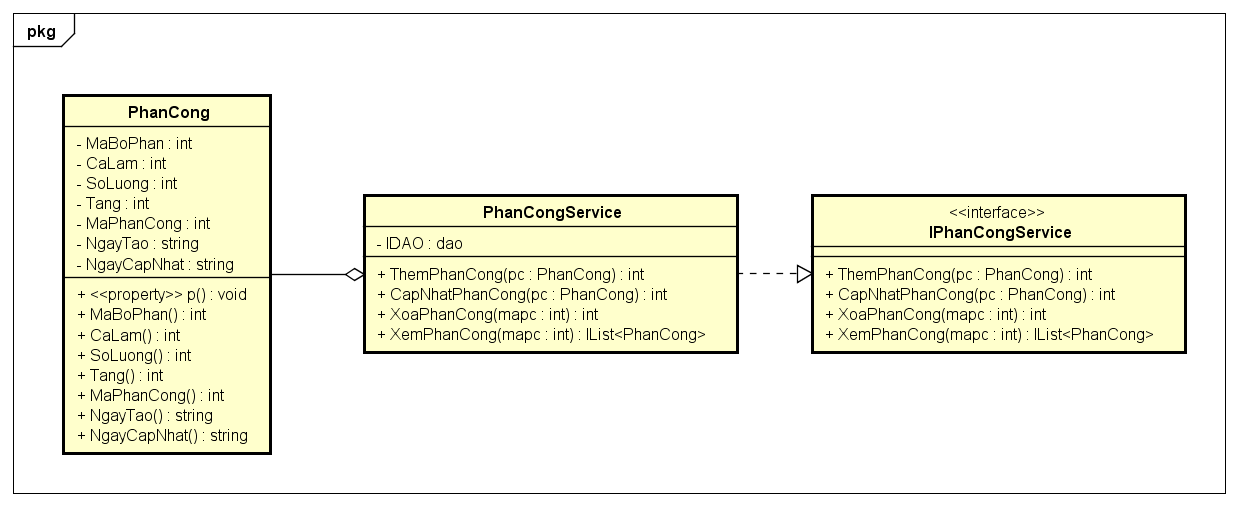 pkg
PhanCong
- MaBoPhan : int
- CaLam : int
- SoLuong : int
- Tang : int
- MaPhanCong : int
- NgayTao : string
- NgayCapNhat : string
+ <<property>> p() : void
+ MaBoPhan() : int
+ CaLam() : int
+ SoLuong() : int
+ Tang() : int
+ MaPhanCong() : int
+ NgayTao() : string
+ NgayCapNhat() : string
PhanCongService
- IDAO : dao
+ ThemPhanCong(pc : PhanCong) : int
+ CapNhatPhanCong(pc : PhanCong) : int
+ XoaPhanCong(mapc : int) : int
+ XemPhanCong(mapc : int) : IList<PhanCong>
<<interface>>
IPhanCongService
+ ThemPhanCong(pc : PhanCong) : int
+ CapNhatPhanCong(pc : PhanCong) : int
+ XoaPhanCong(mapc : int) : int
+ XemPhanCong(mapc : int) : IList<PhanCong>